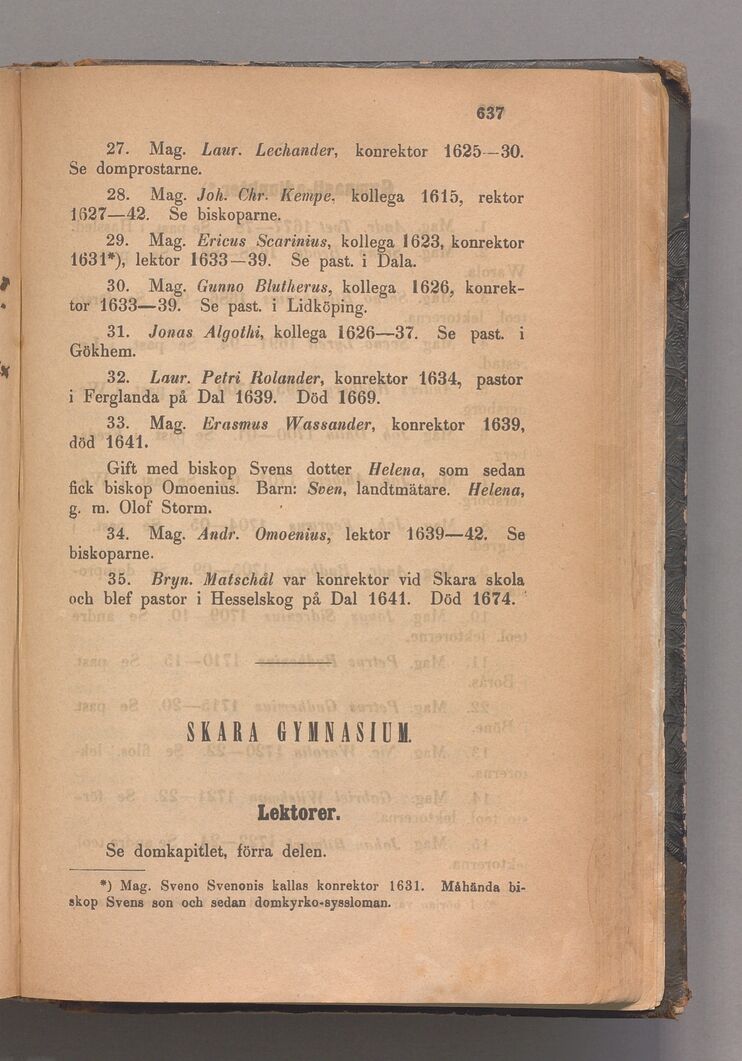 637
27. Mag. Laur. Lechander, konrektor 1625—30.
Se domprostarne.
28. Mag. Joh. Chr. Kempe, kollega 1615, rektor
1627—42. Se biskoparne.
29. Mag. Ericus Scarinius, kollega 1623, konrektor
1631*), lektor 1633—39. Se past. i Dala.
30. Mag. Gunno Blutherus, kollega 1626, konrek-
tor 1633—39. Se past. i Lidköping.
31. Jonas Algothi, kollega 1626—37. Se past. i
Gökhem.
32. Laur. Petri Rolander, konrektor 1634, pastor
i Ferglanda på Dal 1639. Död 1669.
33. Mag. Erasmus Wassander, konrektor 1639,
död 1641.
Gift med biskop Svens dotter Helena, som sedan
fick biskop Omoenius. Barn: Sven, landtmätare. Helena,
g. m. Olof Storm.
34. Mag. Andr. Omoenius, lektor 1639—42. Se
biskoparne.
35. Bryn. Matschål var konrektor vid Skara skola
och blef pastor i Hesselskog på Dal 1641. Död 1674.
SKARA GYMNASIUM.
Lektorer.
Se domkapitlet, förra delen.
*) Mag. Sveno Svenonis kallas konrektor 1631. Måhända bi-
skop Svens son och sedan domkyrko-syssloman.